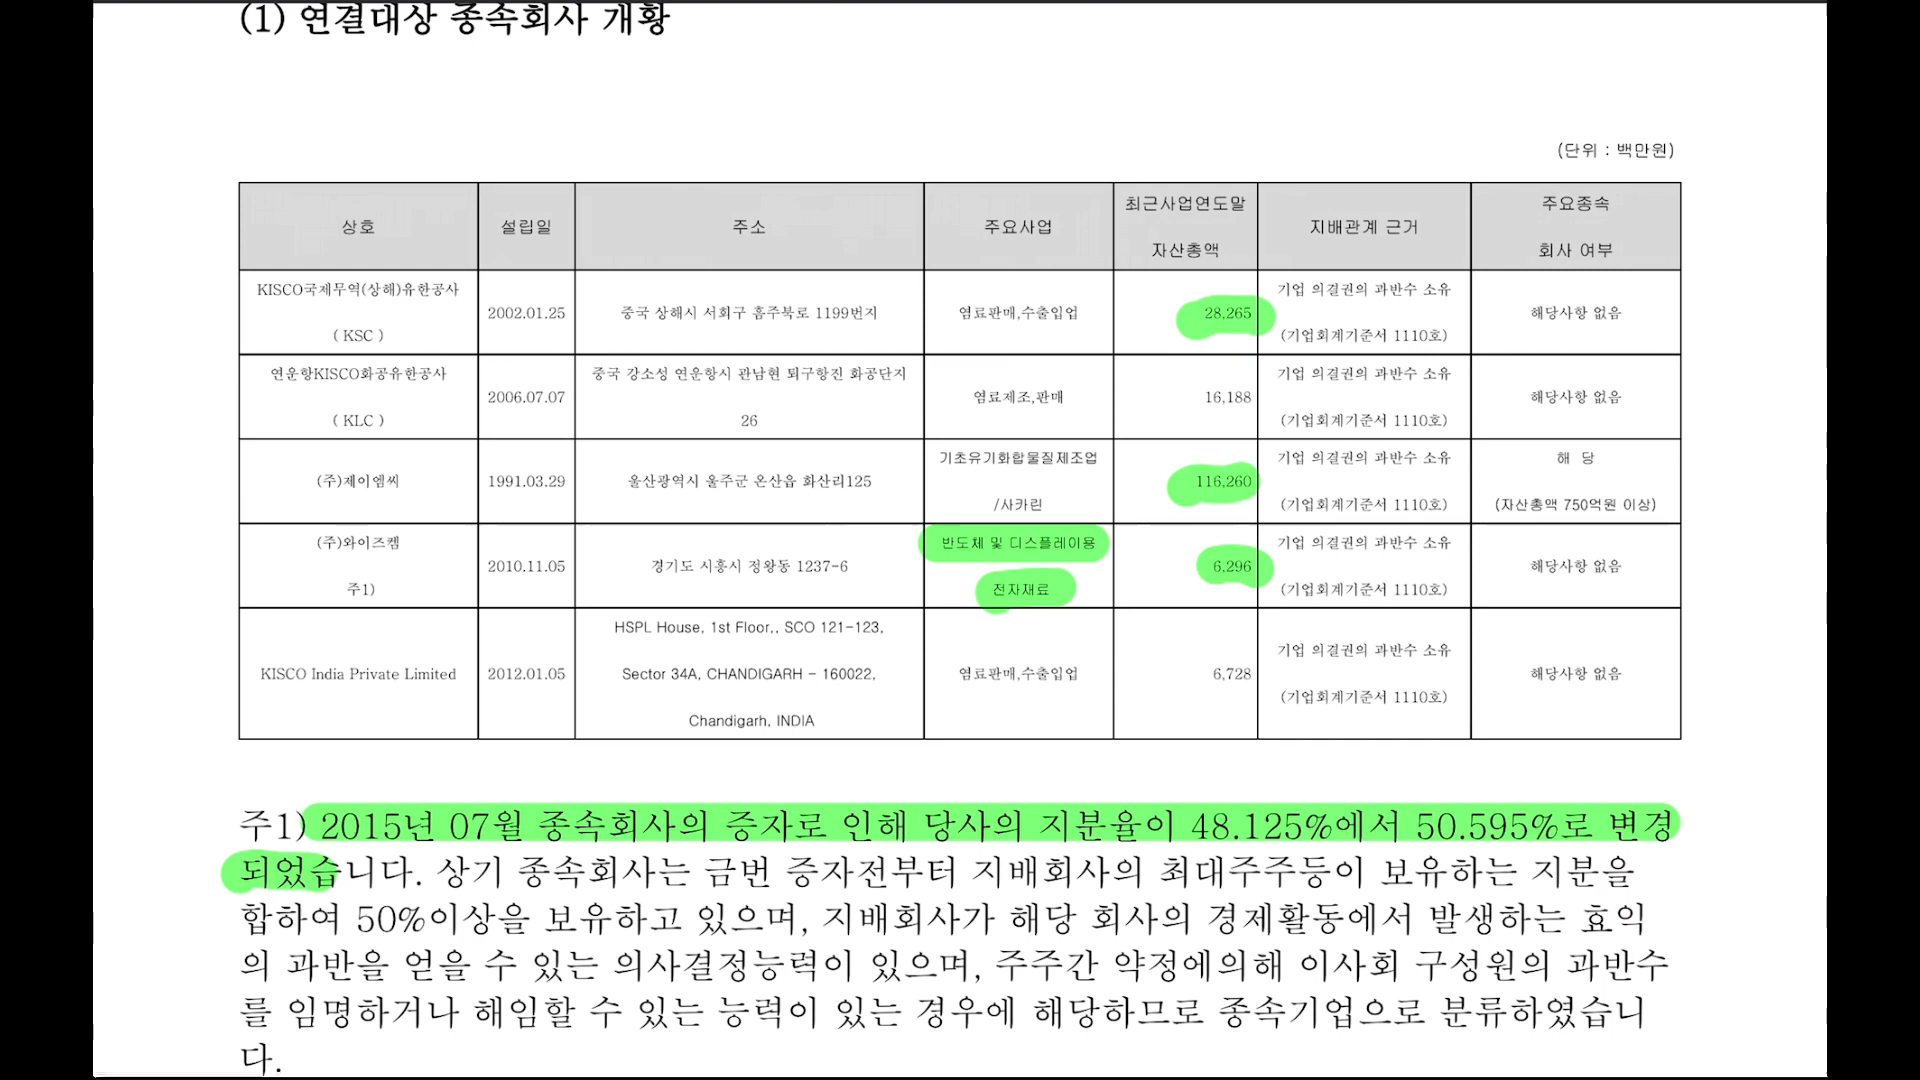 (1) 연결대상 종속회사 개황
(단위 : 백만원)
상호 설립일 주소 주요사업 최근사업연도말 자산총액 지배관계 근거 주요종속 회사 여부
KISCO국제무역(상해)유한공사 ( KSC ) 2002.01.25 중국 상해시 서회구 흠주북로 1199번지 염료판매,수출입업 28,265 기업 의결권의 과반수 소유 (기업회계기준서 1110호) 해당사항 없음
연운항KISCO화공유한공사 ( KLC ) 2006.07.07 중국 강소성 연운항시 관남현 퇴구항진 화공단지 26 염료제조,판매 16,188 기업 의결권의 과반수 소유 (기업회계기준서 1110호) 해당사항 없음
(주)제이엠씨 1991.03.29 울산광역시 울주군 온산읍 화산리125 기초유기화합물질제조업 /사카린 116,260 기업 의결권의 과반수 소유 (기업회계기준서 1110호) 해 당 (자산총액 750억원 이상)
(주)와이즈켐 주1) 2010.11.05 경기도 시흥시 정왕동 1237-6 반도체 및 디스플레이용 전자재료 6,296 기업 의결권의 과반수 소유 (기업회계기준서 1110호) 해당사항 없음
KISCO India Private Limited 2012.01.05 HSPL House, 1st Floor,, SCO 121-123, Sector 34A, CHANDIGARH - 160022, Chandigarh, INDIA 염료판매,수출입업 6,728 기업 의결권의 과반수 소유 (기업회계기준서 1110호) 해당사항 없음
주1) 2015년 07월 종속회사의 증자로 인해 당사의 지분율이 48.125%에서 50.595%로 변경
되었습니다. 상기 종속회사는 금번 증자전부터 지배회사의 최대주주등이 보유하는 지분을
합하여 50%이상을 보유하고 있으며, 지배회사가 해당 회사의 경제활동에서 발생하는 효익
의 과반을 얻을 수 있는 의사결정능력이 있으며, 주주간 약정에의해 이사회 구성원의 과반수
를 임명하거나 해임할 수 있는 능력이 있는 경우에 해당하므로 종속기업으로 분류하였습니
다.